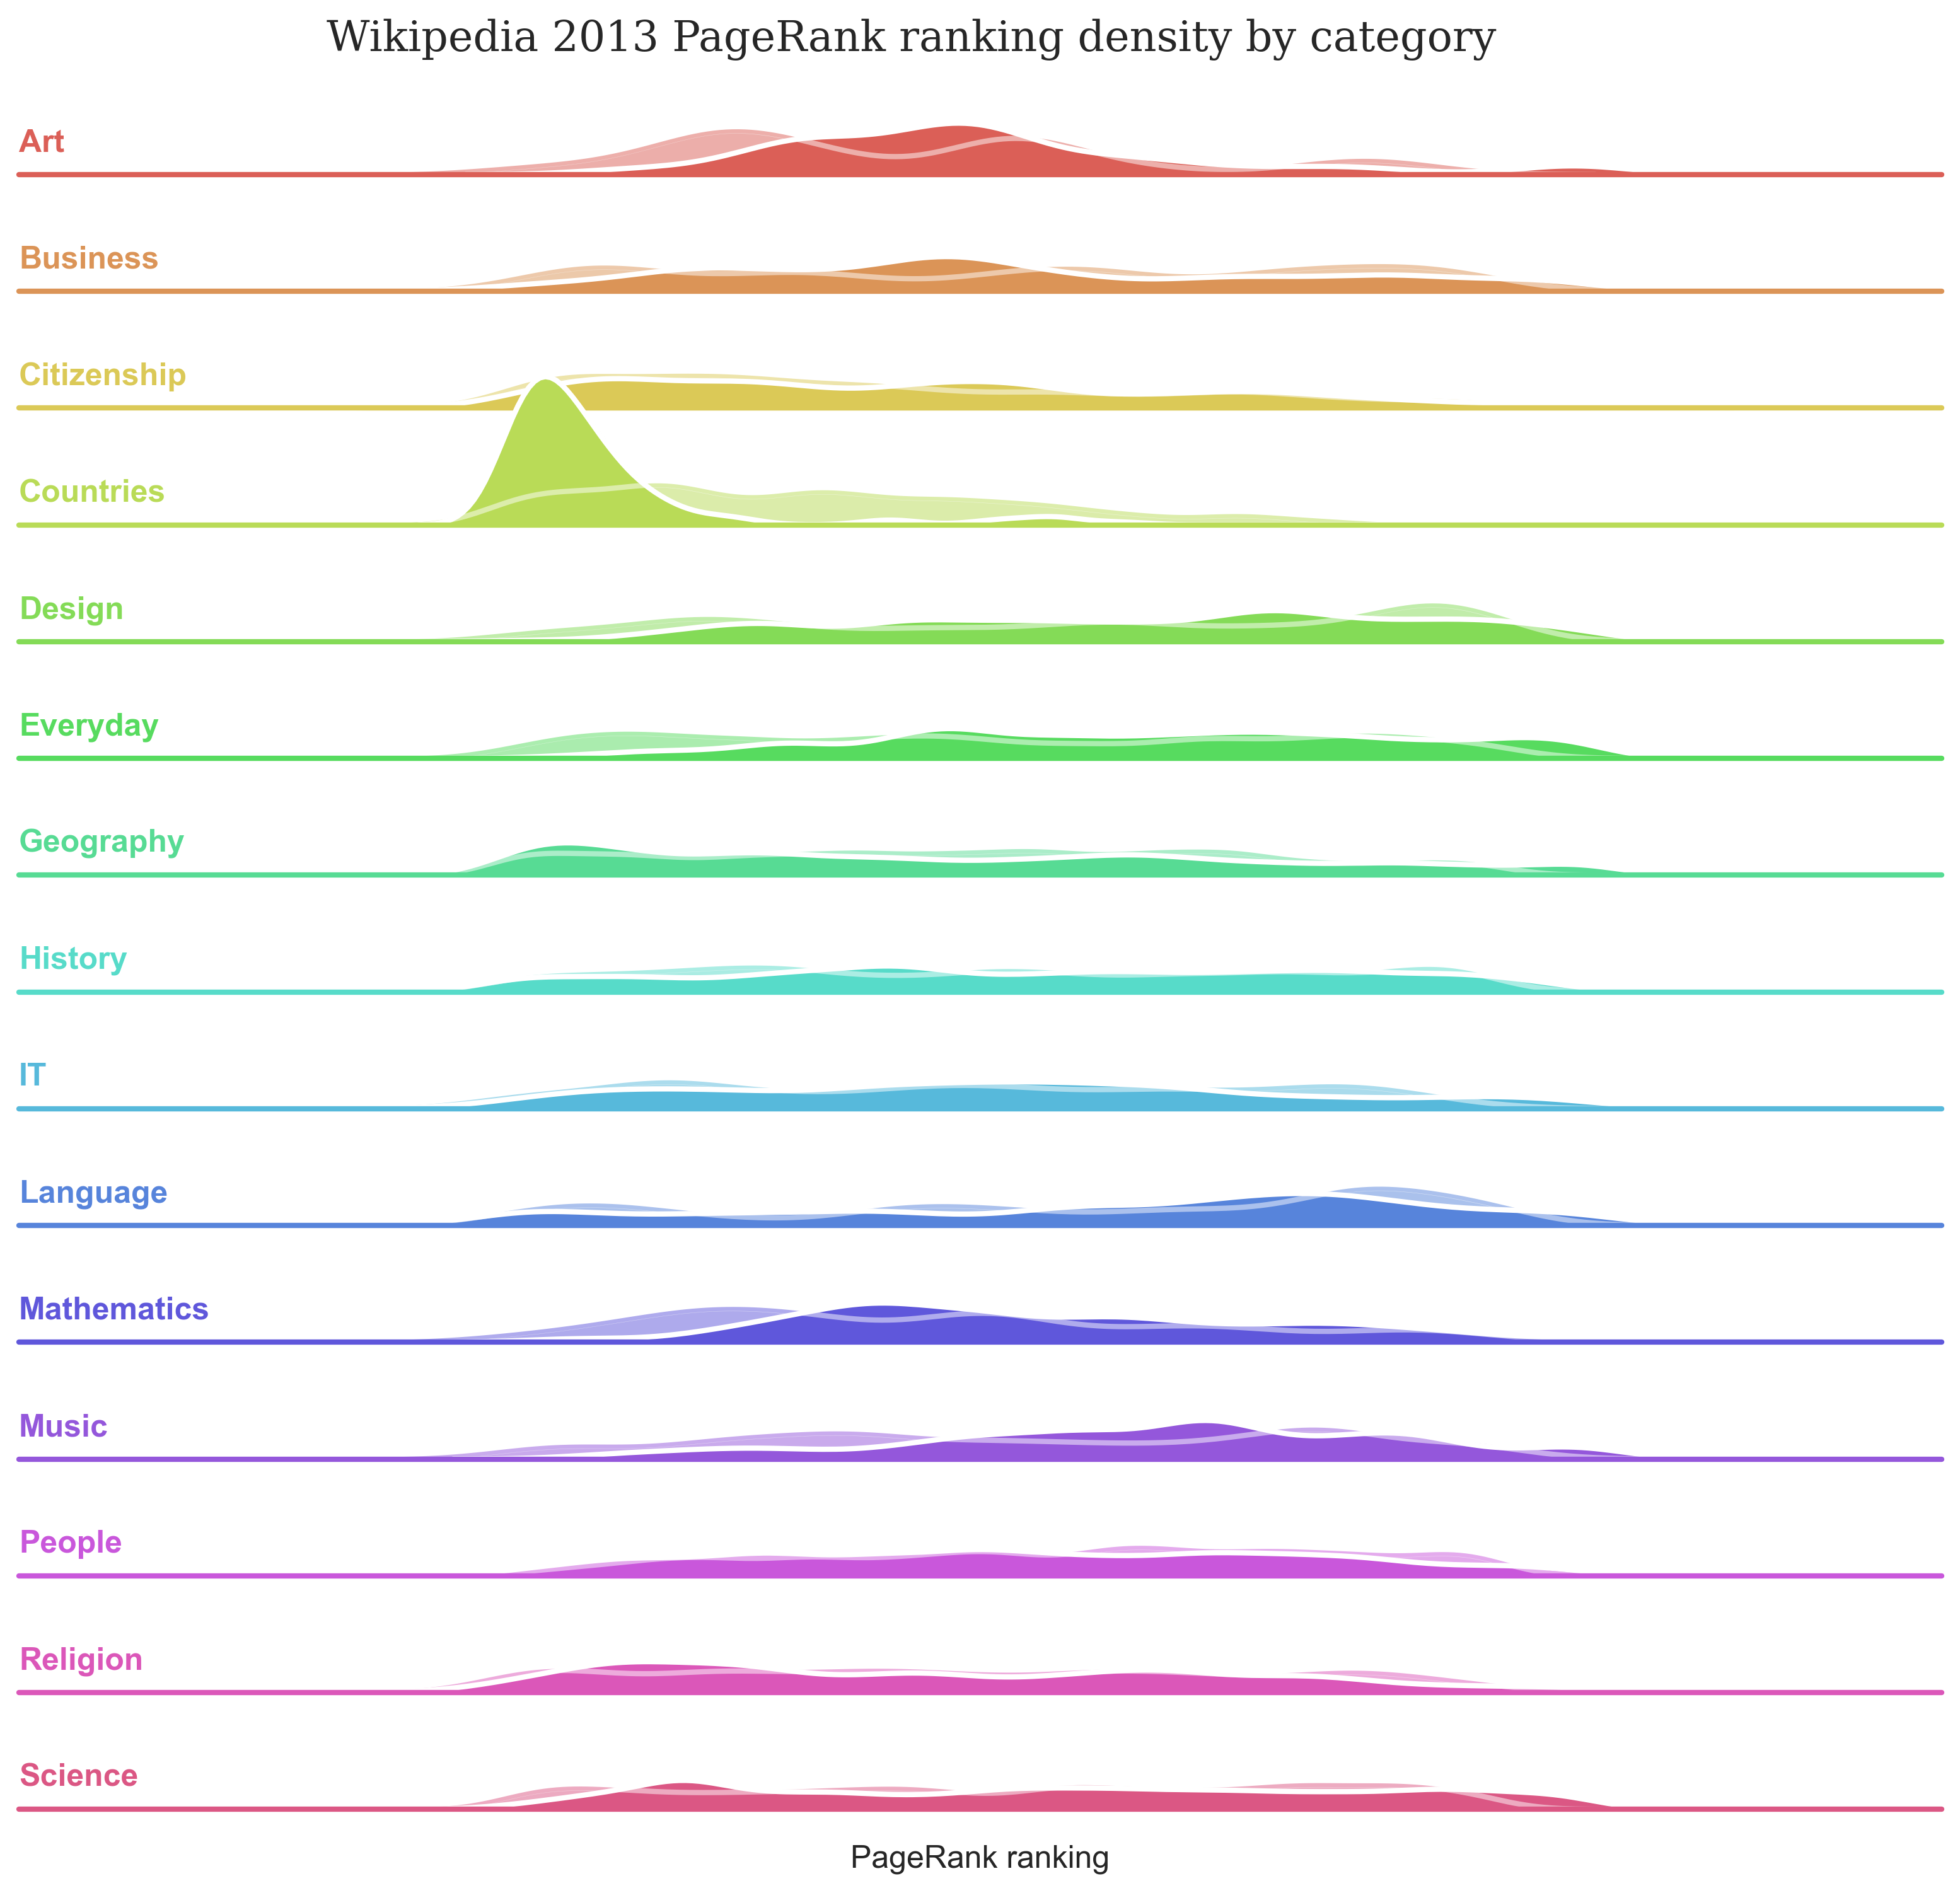 Wikipedia 2013 PageRank ranking density by category
Art
Business
Citizenship
Countries
Design
Everyday
Geography
History
IT
Language
Mathematics
Music
People
Religion
Science
PageRank ranking